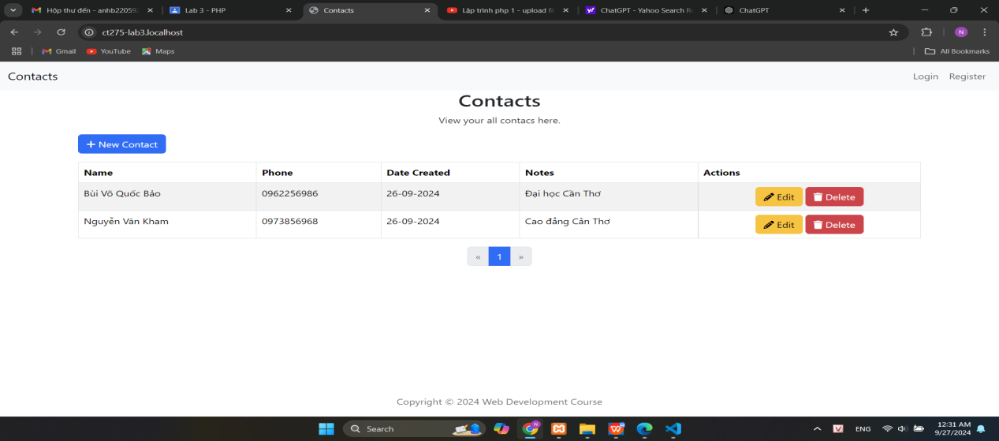 Hộp thư đến - anhb22059
Lab 3 - PHP
Contacts
Lập trình php 1 - upload fi
ChatGPT - Yahoo Search R
ChatGPT
ct275-lab3.localhost
N
Gmail
YouTube
Maps
All Bookmarks
Contacts
Login
Register
Contacts
View your all contacs here.
+ New Contact
Name Phone Date Created Notes Actions
Bùi Võ Quốc Bảo 0962256986 26-09-2024 Đại học Cần Thơ Edit Delete
Nguyễn Văn Kham 0973856968 26-09-2024 Cao đẳng Cần Thơ Edit Delete
« 1 »
Copyright © 2024 Web Development Course
Search
ENG
12:31 AM
9/27/2024